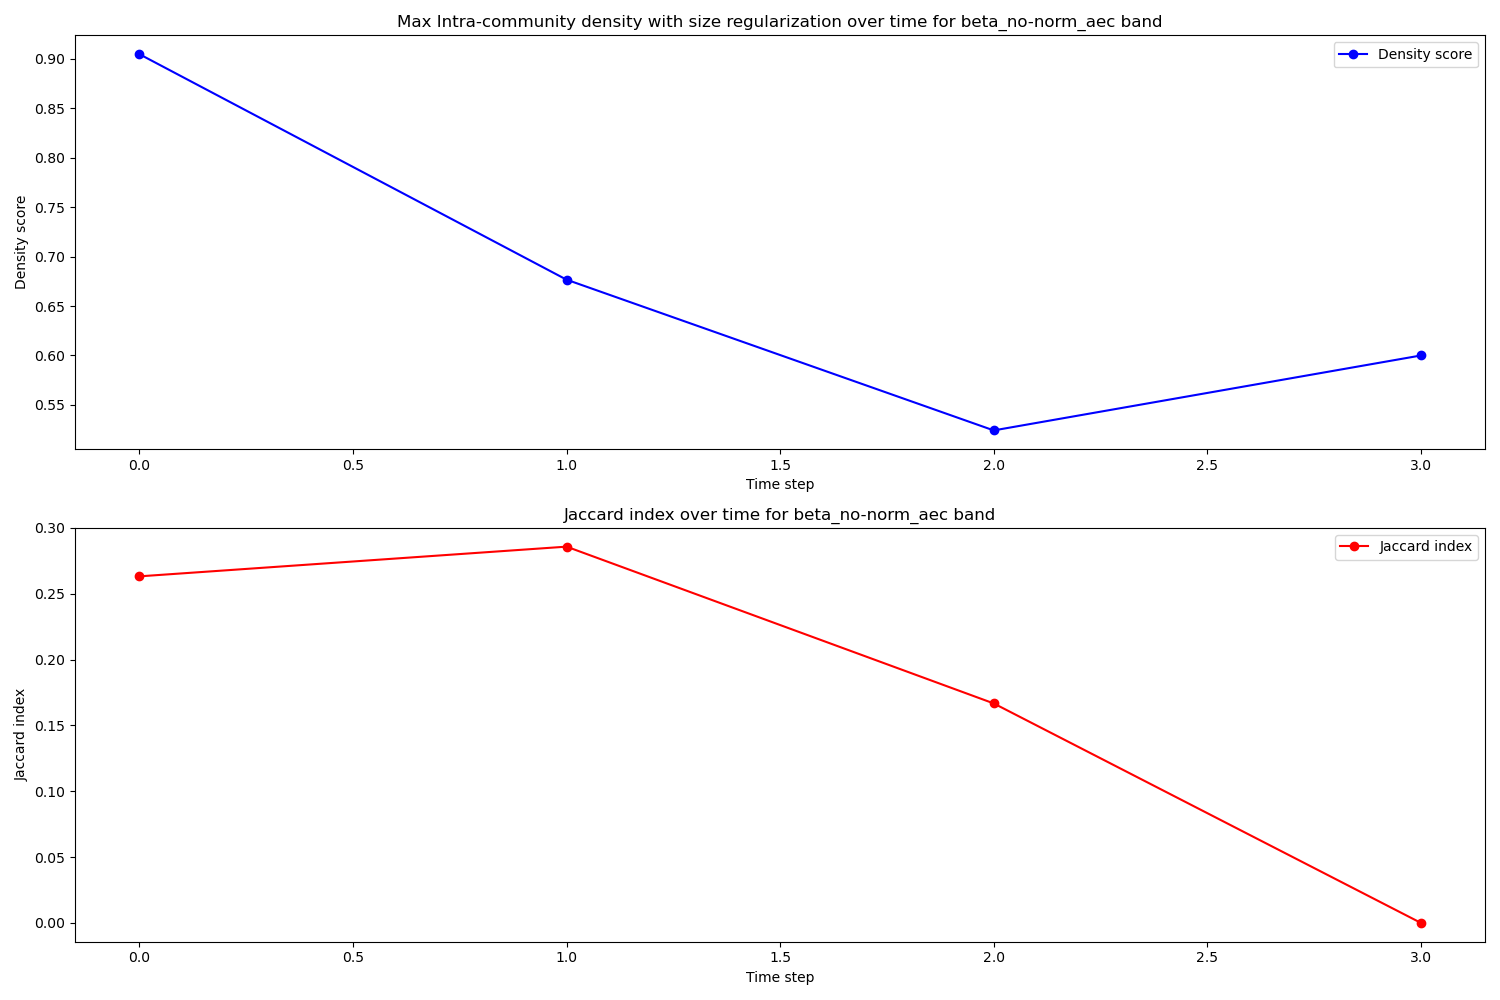 Max Intra-community density with size regularization over time for beta_no-norm_aec band
Density score
0.90
0.85
0.80
0.75
0.70
0.65
0.60
0.55
Density score
0.0 0.5 1.0 1.5 2.0 2.5 3.0
Time step
Jaccard index over time for beta_no-norm_aec band
Jaccard index
0.30
0.25
0.20
0.15
0.10
0.05
0.00
Jaccard index
0.0 0.5 1.0 1.5 2.0 2.5 3.0
Time step